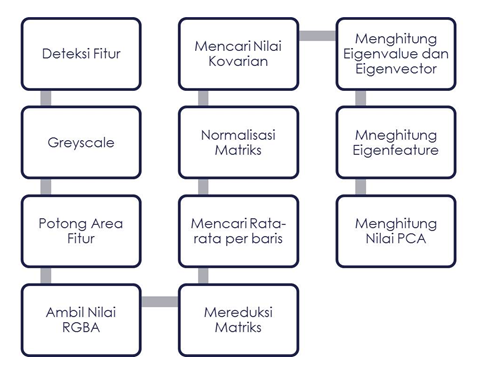 Deteksi Fitur
Greyscale
Potong Area
Fitur
Ambil Nilai
RGBA
Mereduksi
Matriks
Mencari Rata-
rata per baris
Normalisasi
Matriks
Mencari Nilai
Kovarian
Menghitung
Eigenvalue dan
Eigenvector
Mneghitung
Eigenfeature
Menghitung
Nilai PCA